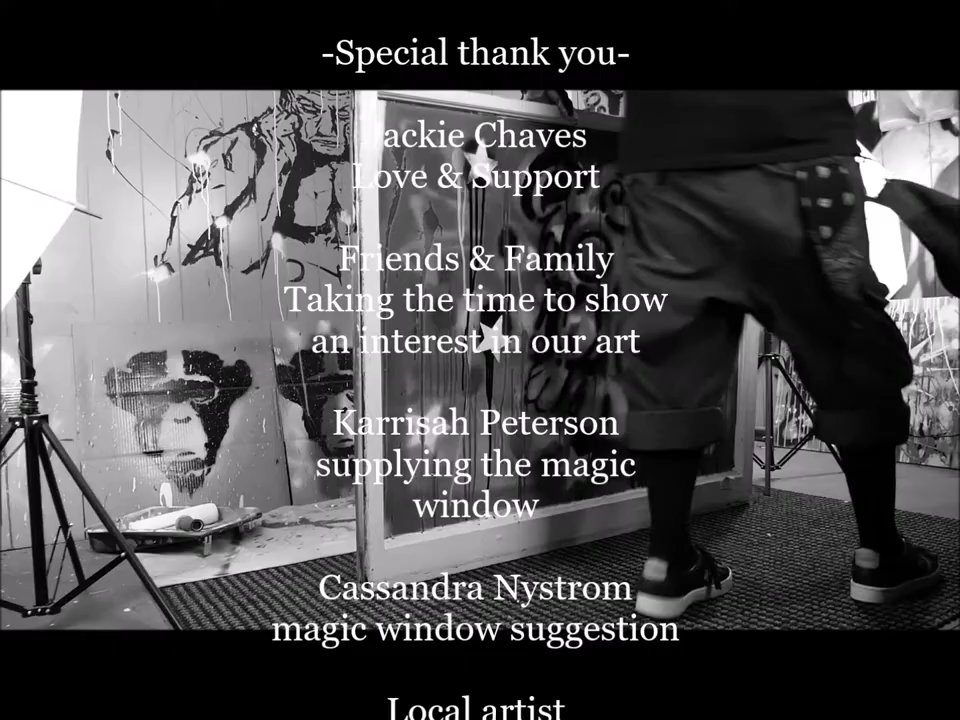 -Special thank you-
Jackie Chaves
Love & Support
Friends & Family
Taking the time to show
an interest in our art
Karrisah Peterson
supplying the magic
window
Cassandra Nystrom
magic window suggestion
Local artist